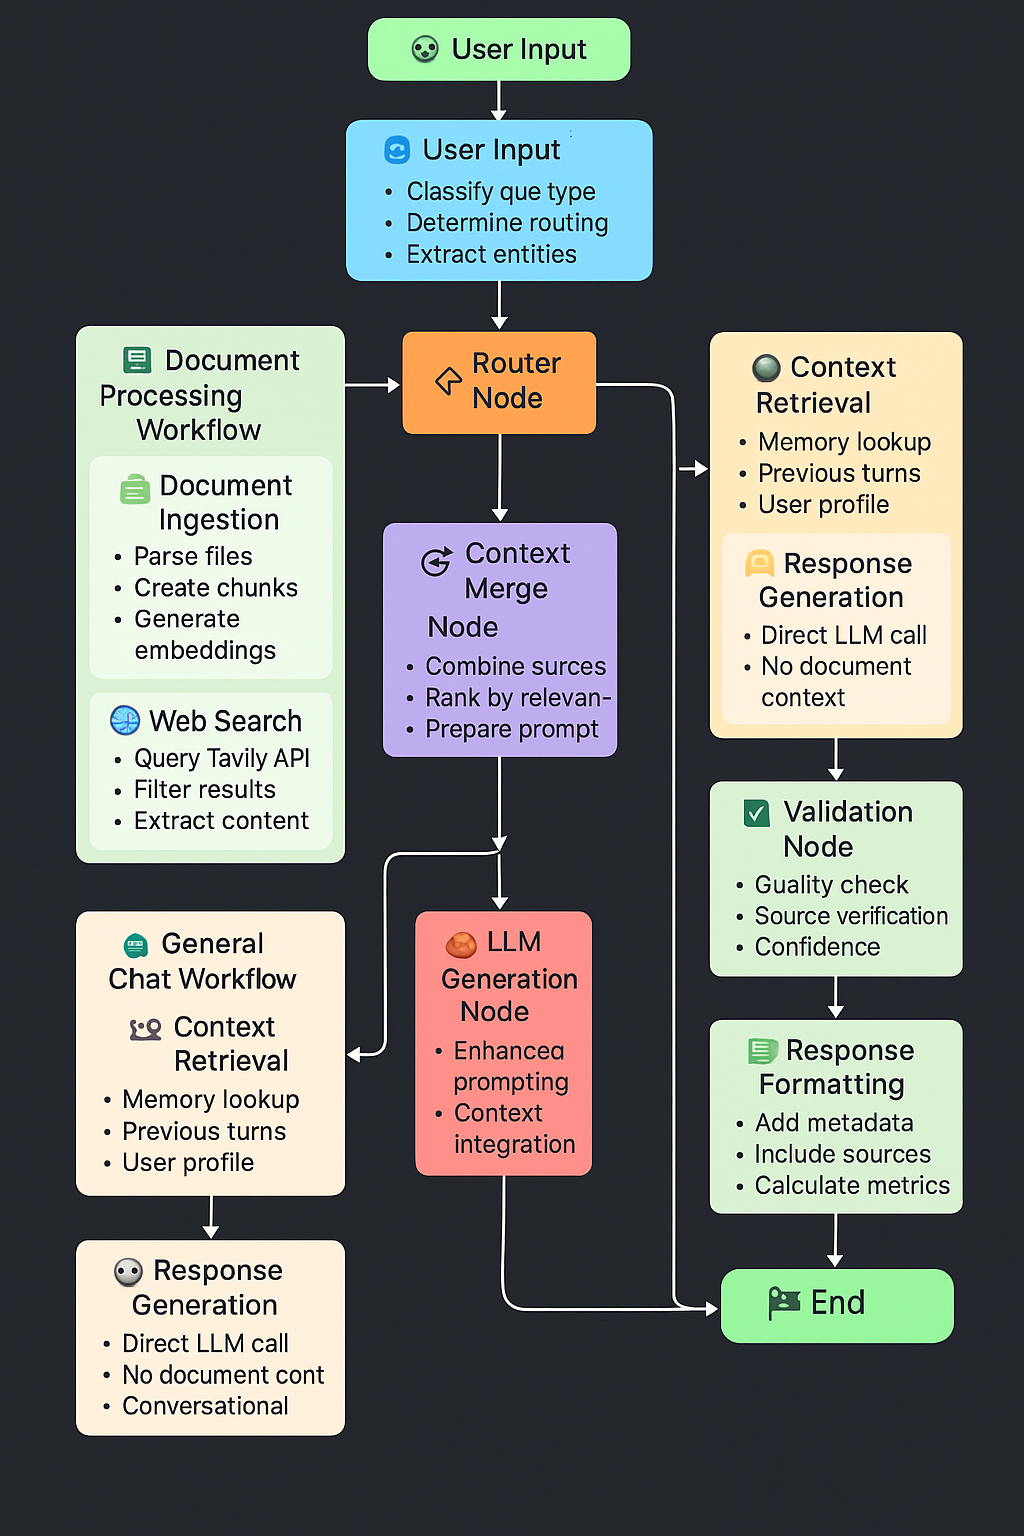 User Input
User Input
• Classify que type
• Determine routing
• Extract entities
Document
Processing
Workflow
Document
Ingestion
• Parse files
• Create chunks
• Generate
embeddings
Web Search
• Query Tavily API
• Filter results
• Extract content
Router
Node
Context
Merge
Node
• Combine surces
• Rank by relevan-
• Prepare prompt
Context
Retrieval
• Memory lookup
• Previous turns
• User profile
Response
Generation
• Direct LLM call
• No document
context
Validation
Node
• Guality check
• Source verification
• Confidence
General
Chat Workflow
Context
Retrieval
• Memory lookup
• Previous turns
• User profile
LLM
Generation
Node
• Enhancea
prompting
• Context
integration
Response
Formatting
• Add metadata
• Include sources
• Calculate metrics
Response
Generation
• Direct LLM call
• No document cont
• Conversational
End